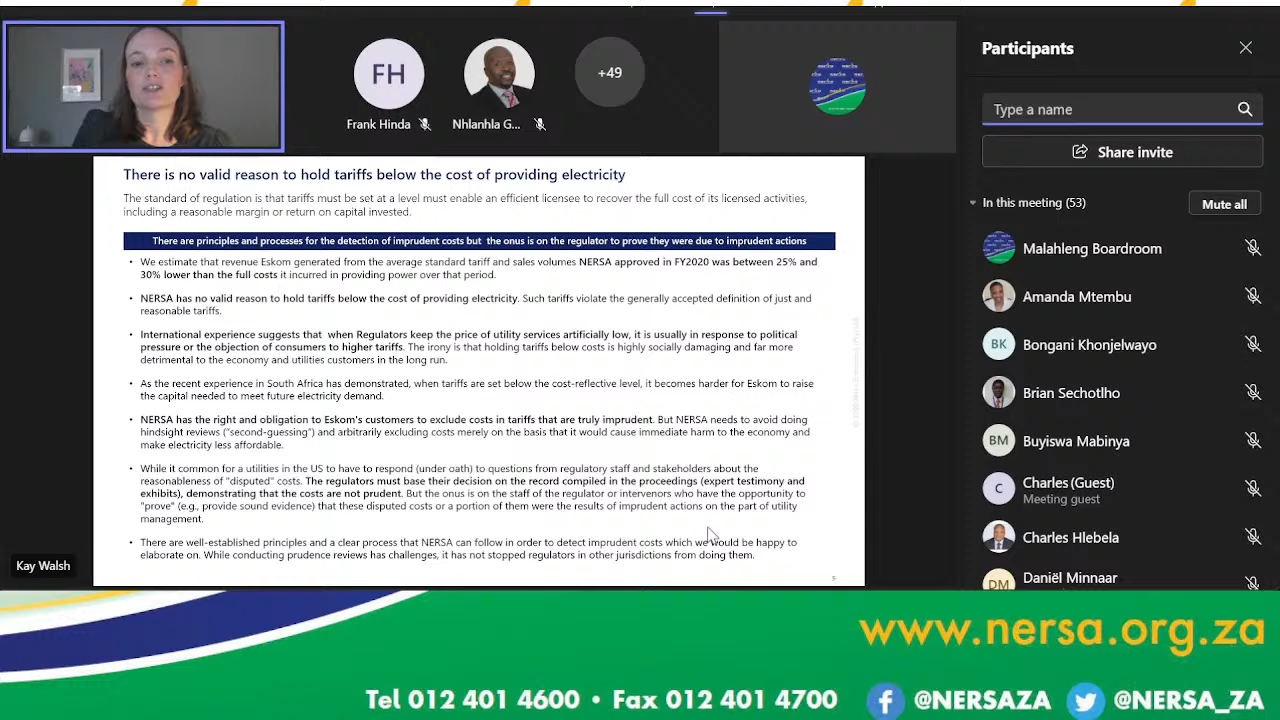 FH
+49
Frank Hinda
Nhlanhla G...
Kay Walsh
There is no valid reason to hold tariffs below the cost of providing electricity
The standard of regulation is that tariffs must be set at a level must enable an efficient licensee to recover the full cost of its licensed activities,
including a reasonable margin or return on capital invested.
There are principles and processes for the detection of imprudent costs but the onus is on the regulator to prove they were due to imprudent actions
• We estimate that revenue Eskom generated from the average standard tariff and sales volumes NERSA approved in FY2020 was between 25% and
30% lower than the full costs it incurred in providing power over that period.
• NERSA has no valid reason to hold tariffs below the cost of providing electricity. Such tariffs violate the generally accepted definition of just and
reasonable tariffs.
• International experience suggests that when Regulators keep the price of utility services artificially low, it is usually in response to political
pressure or the objection of consumers to higher tariffs. The irony is that holding tariffs below costs is highly socially damaging and far more
detrimental to the economy and utilities customers in the long run.
• As the recent experience in South Africa has demonstrated, when tariffs are set below the cost-reflective level, it becomes harder for Eskom to raise
the capital needed to meet future electricity demand.
• NERSA has the right and obligation to Eskom's customers to exclude costs in tariffs that are truly imprudent. But NERSA needs to avoid doing
hindsight reviews ("second-guessing") and arbitrarily excluding costs merely on the basis that it would cause immediate harm to the economy and
make electricity less affordable.
• While it common for a utilities in the US to have to respond (under oath) to questions from regulatory staff and stakeholders about the
reasonableness of "disputed" costs. The regulators must base their decision on the record compiled in the proceedings (expert testimony and
exhibits), demonstrating that the costs are not prudent. But the onus is on the staff of the regulator or intervenors who have the opportunity to
"prove" (e.g., provide sound evidence) that these disputed costs or a portion of them were the results of imprudent actions on the part of utility
management.
• There are well-established principles and a clear process that NERSA can follow in order to detect imprudent costs which we would be happy to
elaborate on. While conducting prudence reviews has challenges, it has not stopped regulators in other jurisdictions from doing them.
5
Participants
Type a name
Share invite
In this meeting (53)
Mute all
Malahleng Boardroom
Amanda Mtembu
BK
Bongani Khonjelwayo
Brian Sechotlho
BM
Buyiswa Mabinya
C
Charles (Guest)
Meeting guest
Charles Hlebela
DM
Daniël Minnaar
www.nersa.org.za
Tel 012 401 4600 • Fax 012 401 4700
@NERSAZA
@NERSA_ZA